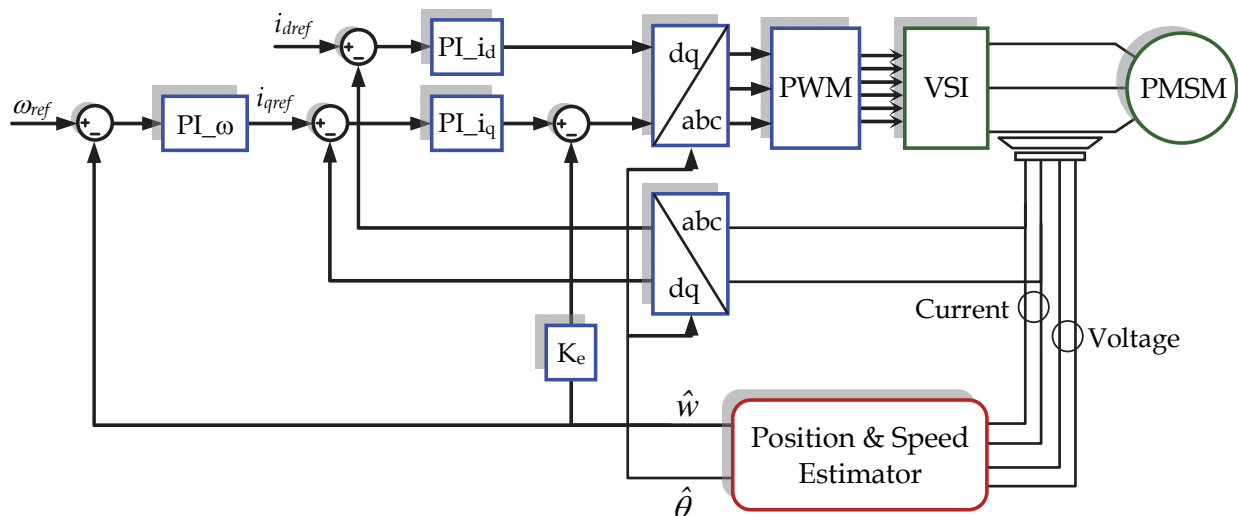 i_dref
PI_i_d
dq
abc
PWM
VSI
PMSM
ω_ref
PI_ω
i_qref
PI_i_q
abc
dq
K_e
Current
Voltage
ŵ
Position & Speed
Estimator
θ̂